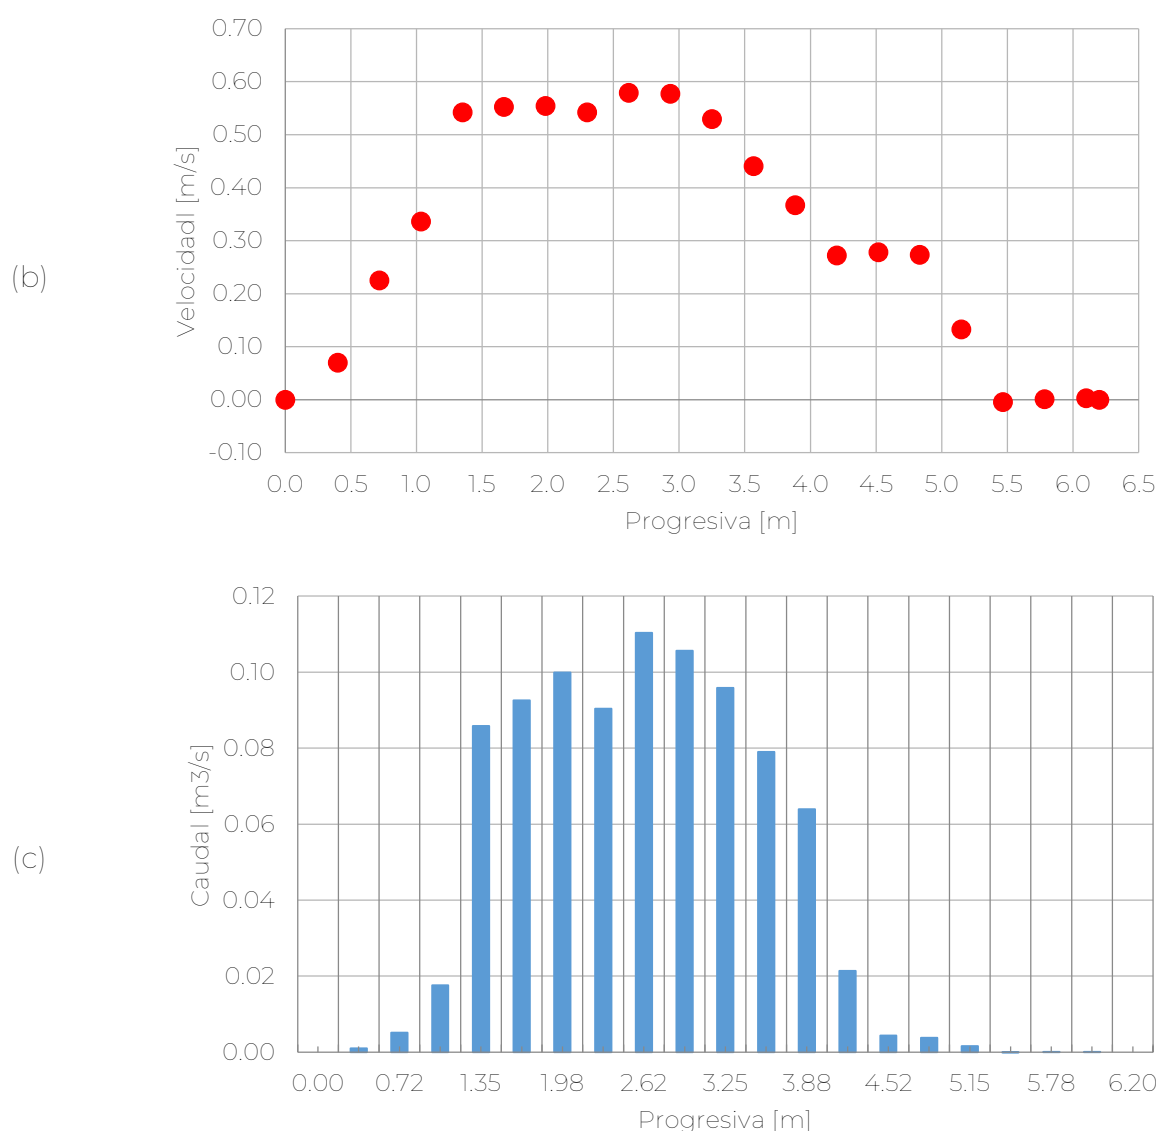 (b)
Velocidadl [m/s]
0.70
0.60
0.50
0.40
0.30
0.20
0.10
0.00
-0.10
0.0 0.5 1.0 1.5 2.0 2.5 3.0 3.5 4.0 4.5 5.0 5.5 6.0 6.5
Progresiva [m]
(c)
Caudal [m3/s]
0.12
0.10
0.08
0.06
0.04
0.02
0.00
0.00 0.72 1.35 1.98 2.62 3.25 3.88 4.52 5.15 5.78 6.20
Progresiva [m]